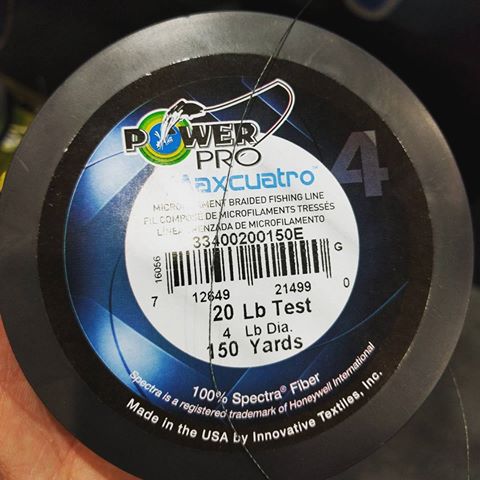 POWER
PRO
axcuatro™
4
MICROFILAMENT BRAIDED FISHING LINE
FIL COMPOSÉ DE MICROFILAMENTS TRESSÉS
LÍNEA TRENZADA DE MICROFILAMENTO
33400200150E
16056
G
7 12649 21499 0
20 Lb Test
4 Lb Dia.
150 Yards
100% Spectra® Fiber
Spectra is a registered trademark of Honeywell International
Made in the USA by Innovative Textiles, Inc.